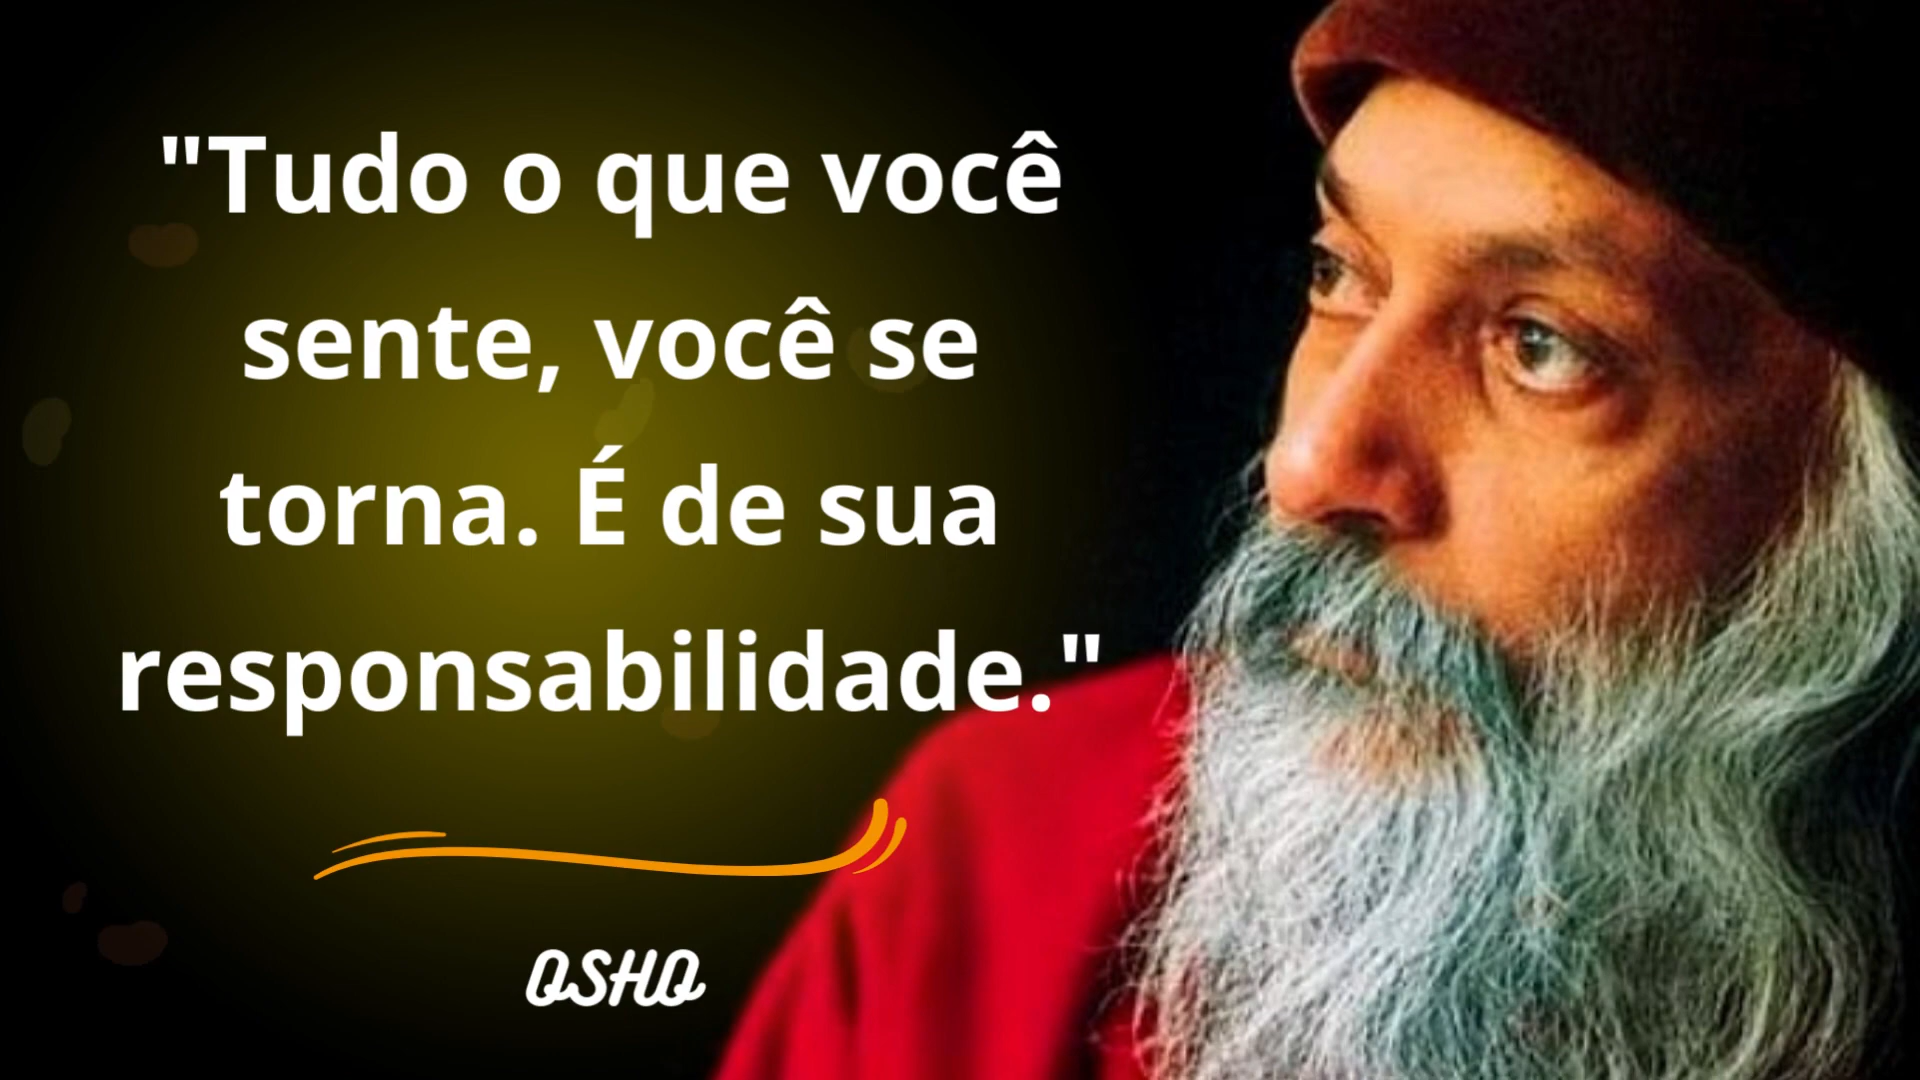 "Tudo o que você
sente, você se
torna. É de sua
responsabilidade."
OSHO